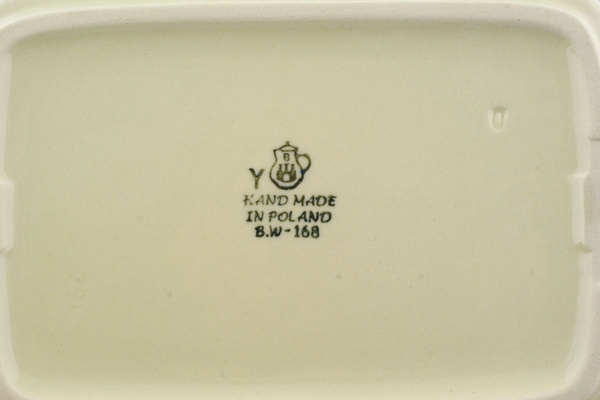 B
Y
HAND MADE
IN POLAND
B.W-168